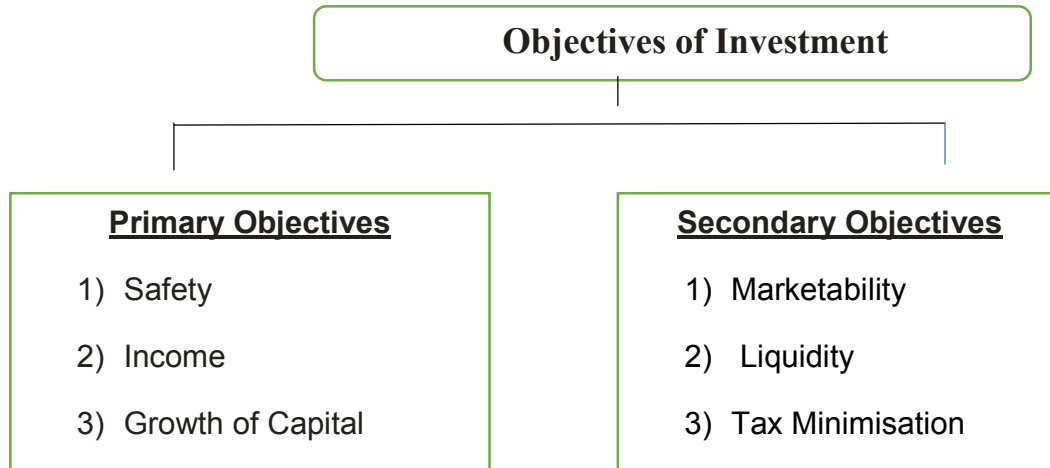 Objectives of Investment
Primary Objectives
1) Safety
2) Income
3) Growth of Capital
Secondary Objectives
1) Marketability
2) Liquidity
3) Tax Minimisation